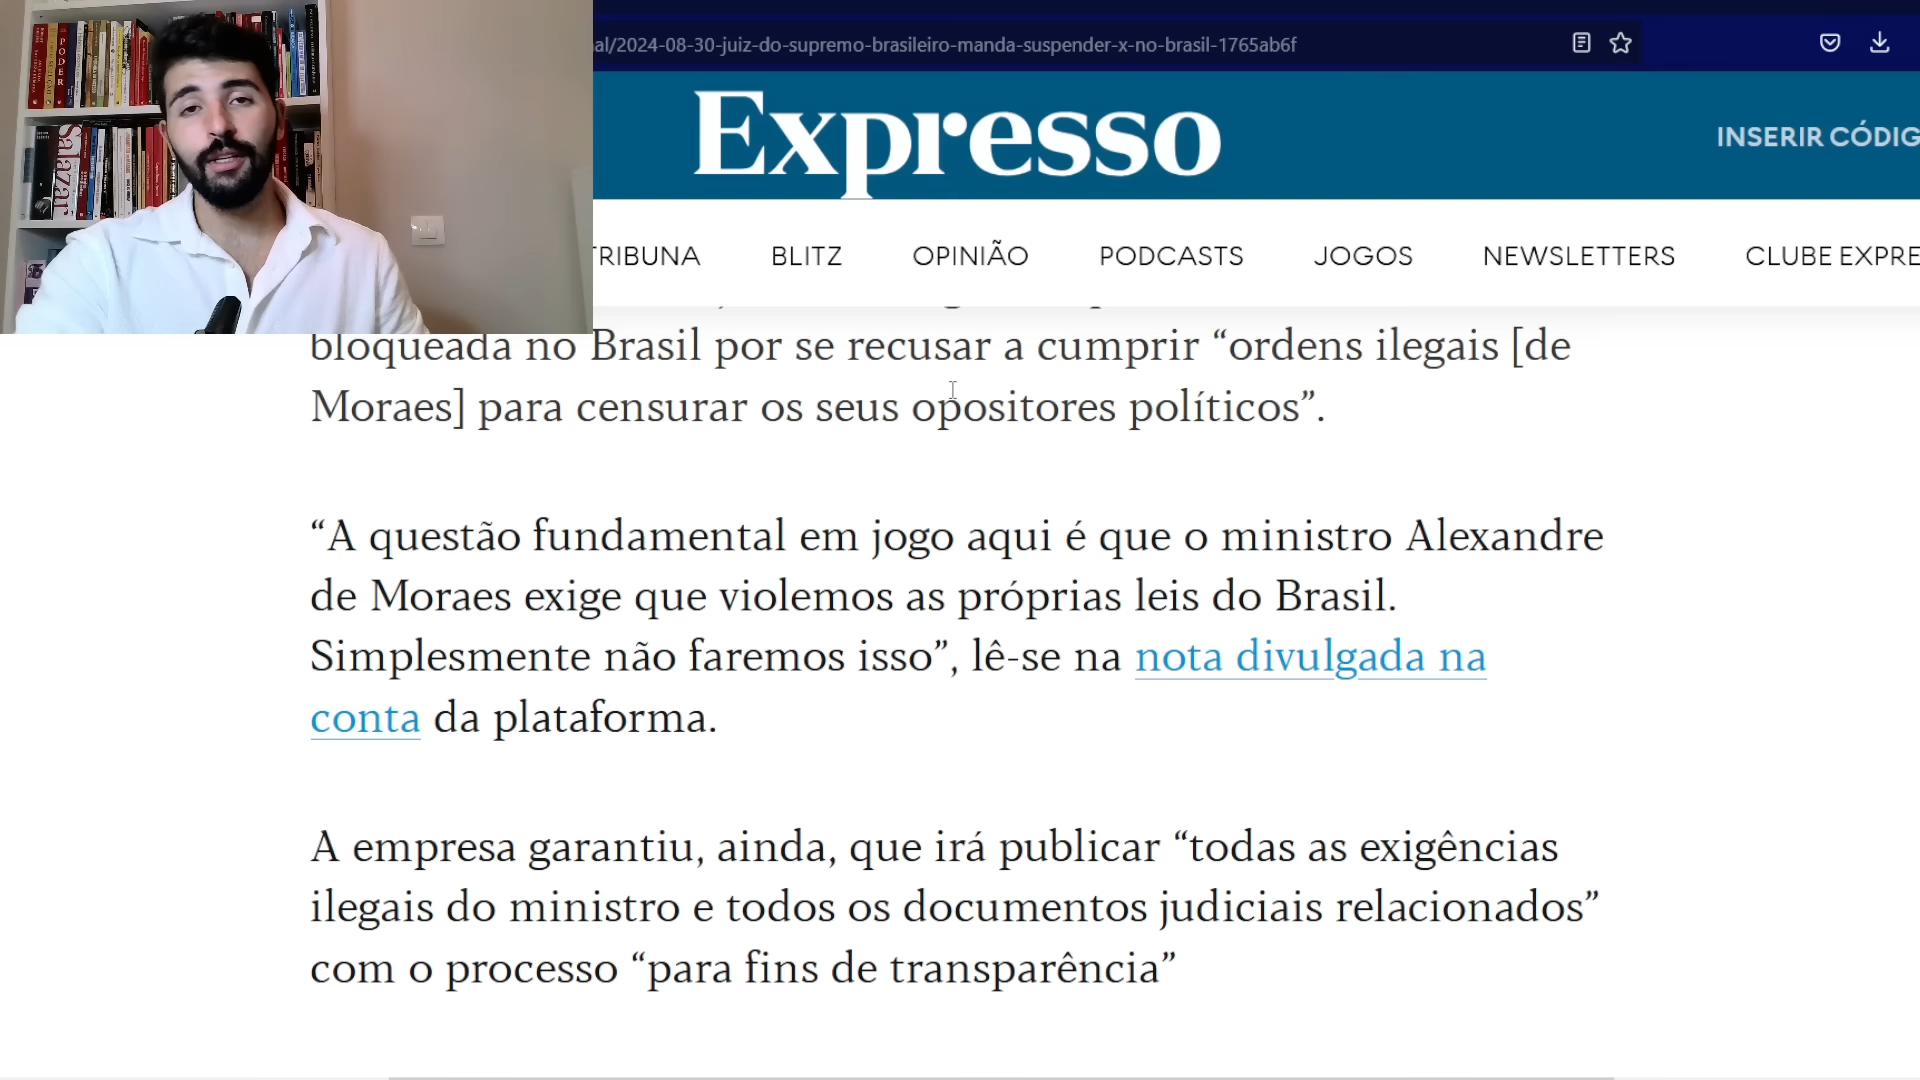 al/2024-08-30-juiz-do-supremo-brasileiro-manda-suspender-x-no-brasil-1765ab6f
Expresso
INSERIR CÓDIG
TRIBUNA BLITZ OPINIÃO PODCASTS JOGOS NEWSLETTERS CLUBE EXPRE
bloqueada no Brasil por se recusar a cumprir “ordens ilegais [de
Moraes] para censurar os seus opositores políticos”.
“A questão fundamental em jogo aqui é que o ministro Alexandre
de Moraes exige que violemos as próprias leis do Brasil.
Simplesmente não faremos isso”, lê-se na nota divulgada na
conta da plataforma.
A empresa garantiu, ainda, que irá publicar “todas as exigências
ilegais do ministro e todos os documentos judiciais relacionados”
com o processo “para fins de transparência”
PODER
Salazar